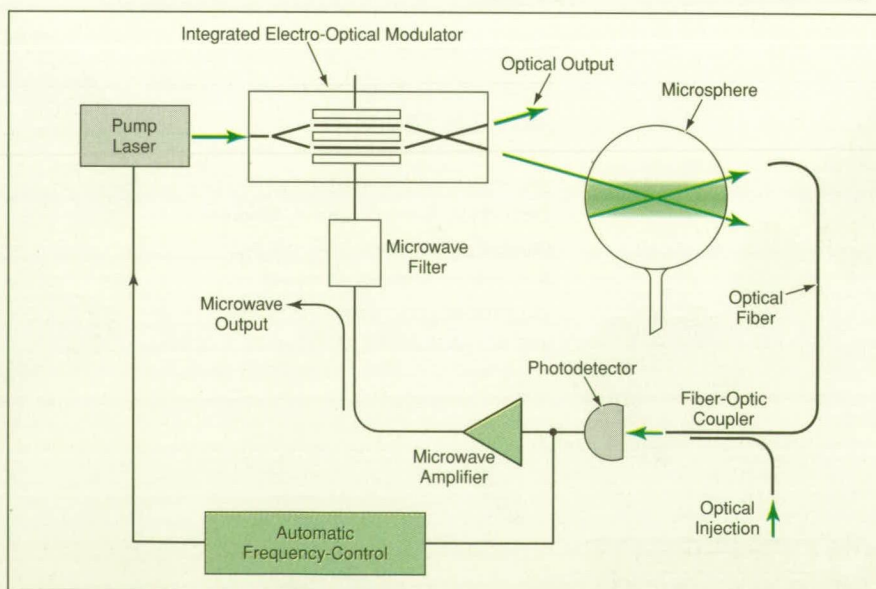 Integrated Electro-Optical Modulator
Optical Output
Microsphere
Pump
Laser
Microwave
Filter
Microwave
Output
Optical
Fiber
Photodetector
Fiber-Optic
Coupler
Microwave
Amplifier
Optical
Injection
Automatic
Frequency-Control